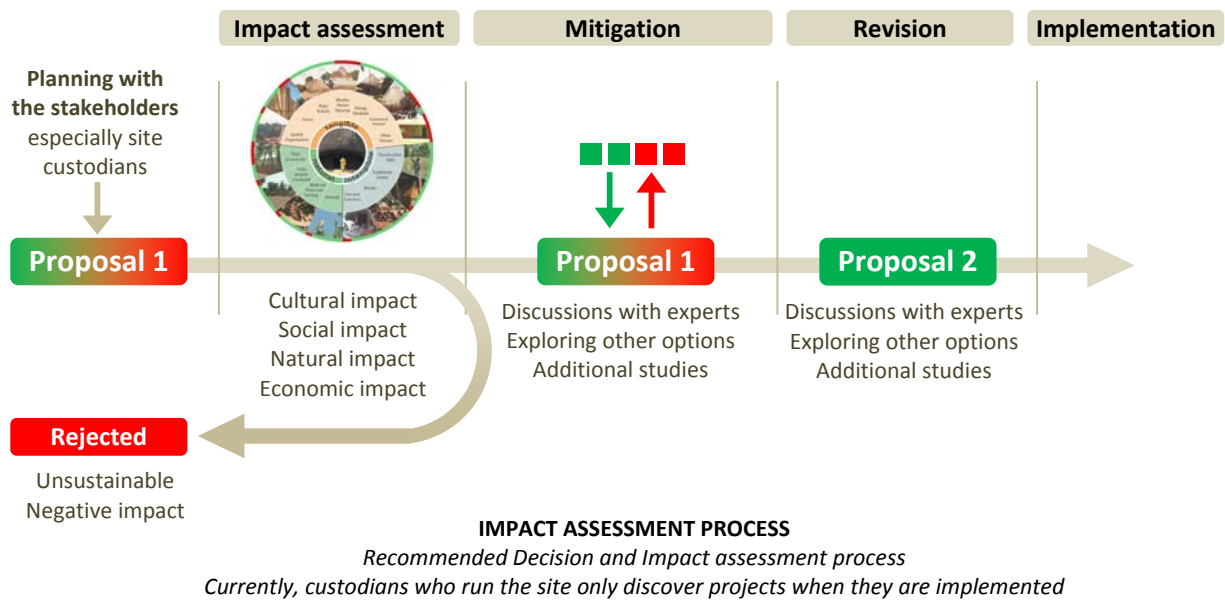 Impact assessment
Mitigation
Revision
Implementation
Planning with
the stakeholders
especially site
custodians
tangible
Proposal 1
Proposal 1
Proposal 2
Cultural impact
Social impact
Natural impact
Economic impact
Discussions with experts
Exploring other options
Additional studies
Discussions with experts
Exploring other options
Additional studies
Rejected
Unsustainable
Negative impact
IMPACT ASSESSMENT PROCESS
Recommended Decision and Impact assessment process
Currently, custodians who run the site only discover projects when they are implemented